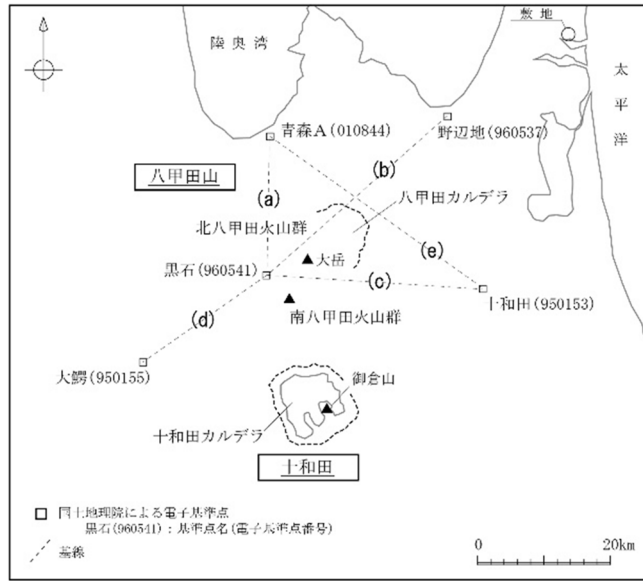 敷地
陸奥湾
太平洋
青森A(010844)
野辺地(960537)
八甲田山
(b)
(a)
八甲田カルデラ
北八甲田火山群
大岳
(e)
黒石(960541)
(c)
十和田(950153)
南八甲田火山群
(d)
大鰐(950155)
御倉山
十和田カルデラ
十和田
国土地理院による電子基準点
黒石(960541):基準点名(電子基準点番号)
基線
0
20km